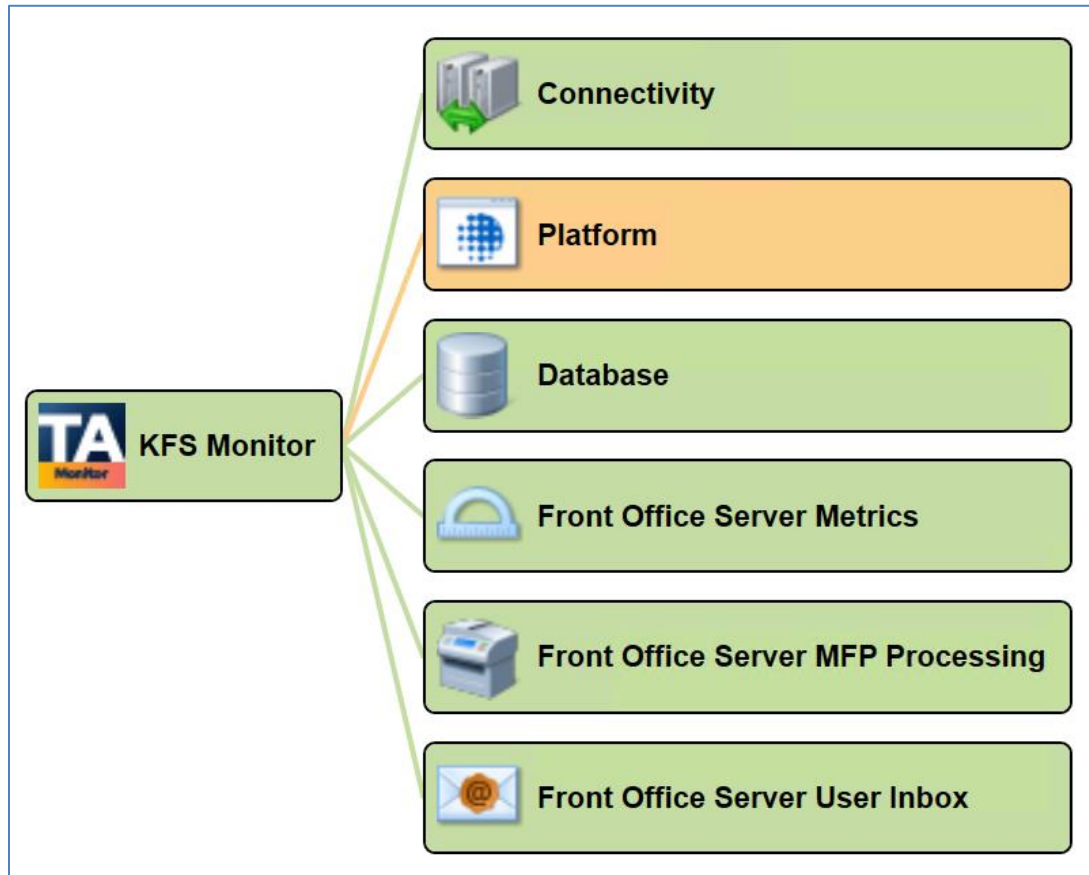 Connectivity
Platform
Database
TA
Monitor
KFS Monitor
Front Office Server Metrics
Front Office Server MFP Processing
@
Front Office Server User Inbox